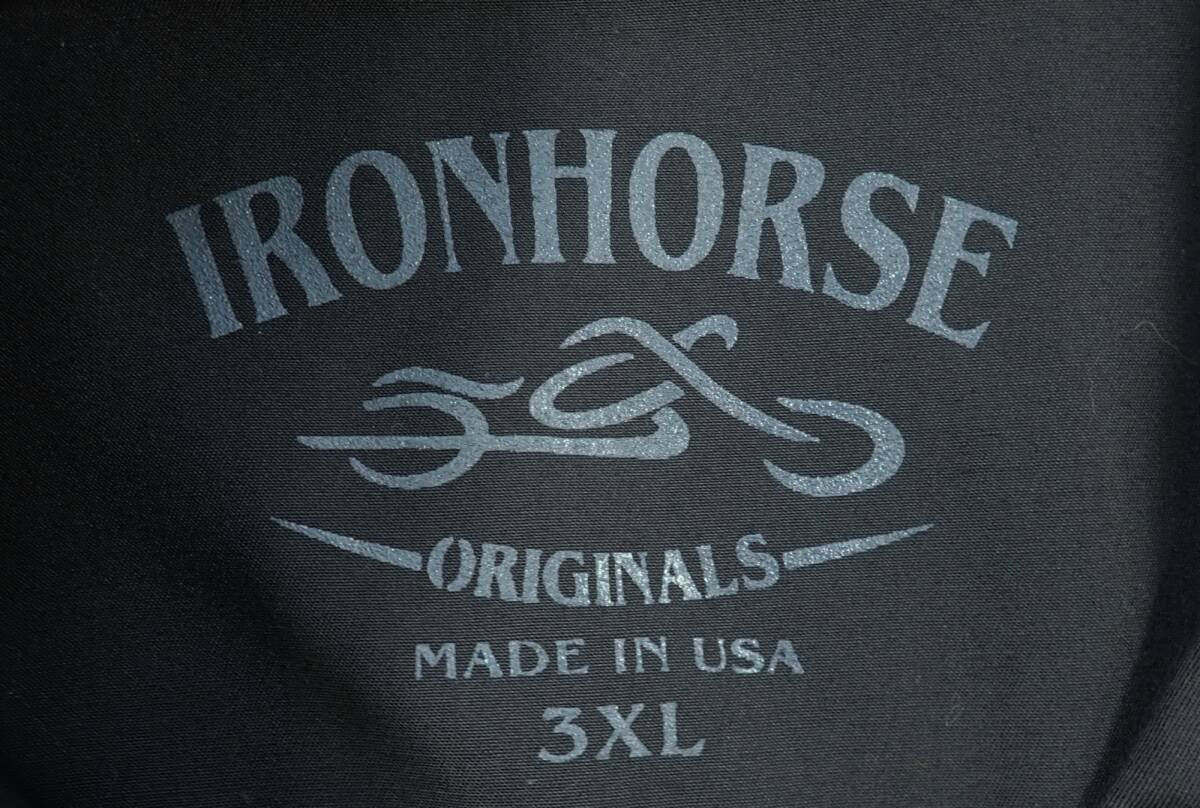 IRONHORSE
ORIGINALS
MADE IN USA
3XL